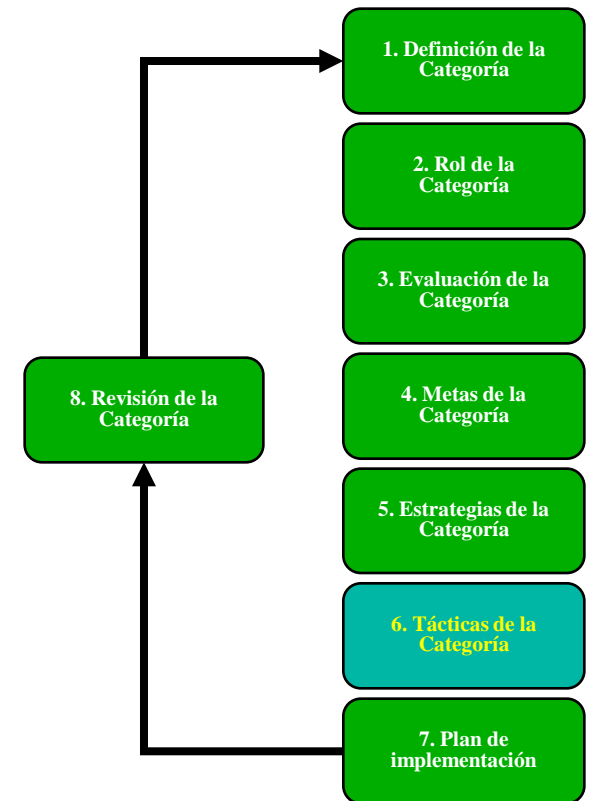 1. Definición de la
Categoría
2. Rol de la
Categoría
3. Evaluación de la
Categoría
4. Metas de la
Categoría
5. Estrategias de la
Categoría
6. Tácticas de la
Categoría
7. Plan de
implementación
8. Revisión de la
Categoría